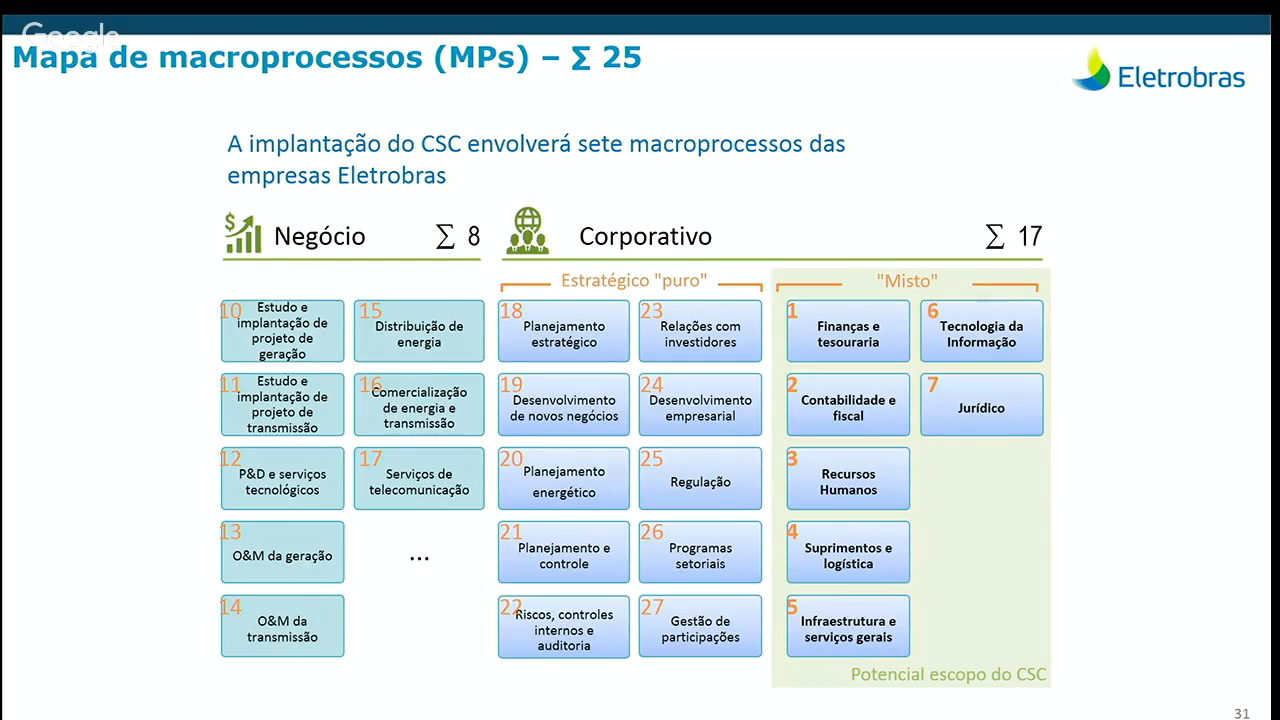 Google
Mapa de macroprocessos (MPs) – ∑ 25
Eletrobras
A implantação do CSC envolverá sete macroprocessos das
empresas Eletrobras
$
Negócio ∑ 8
Corporativo ∑ 17
Estratégico "puro"
"Misto"
10
Estudo e
implantação de
projeto de
geração
15
Distribuição de
energia
18
Planejamento
estratégico
23
Relações com
investidores
1
Finanças e
tesouraria
6
Tecnologia da
Informação
11
Estudo e
implantação de
projeto de
transmissão
16
Comercialização
de energia e
transmissão
19
Desenvolvimento
de novos negócios
24
Desenvolvimento
empresarial
2
Contabilidade e
fiscal
7
Jurídico
12
P&D e serviços
tecnológicos
17
Serviços de
telecomunicação
20
Planejamento
energético
25
Regulação
3
Recursos
Humanos
13
O&M da geração
...
21
Planejamento e
controle
26
Programas
setoriais
4
Suprimentos e
logística
14
O&M da
transmissão
22
Riscos, controles
internos e
auditoria
27
Gestão de
participações
5
Infraestrutura e
serviços gerais
Potencial escopo do CSC
31